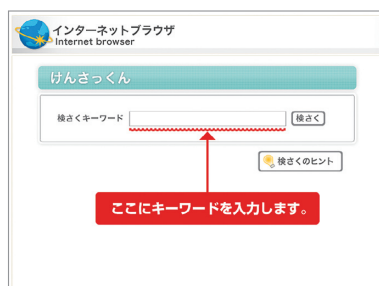 インターネットブラウザ
Internet browser
けんさっくん
検さくキーワード 検さく
検さくのヒント
ここにキーワードを入力します。